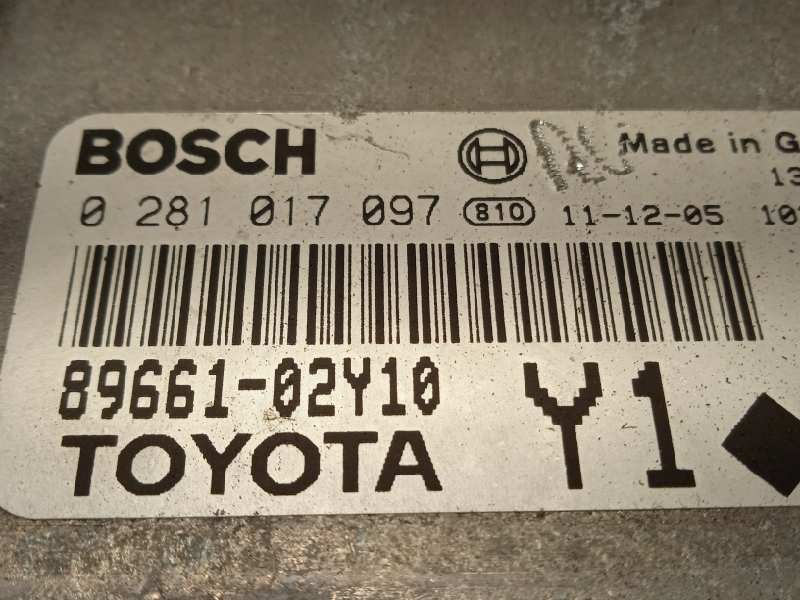 BOSCH Made in G
13
0 281 017 097 810 11-12-05 10
89661-02Y10 Y1
TOYOTA